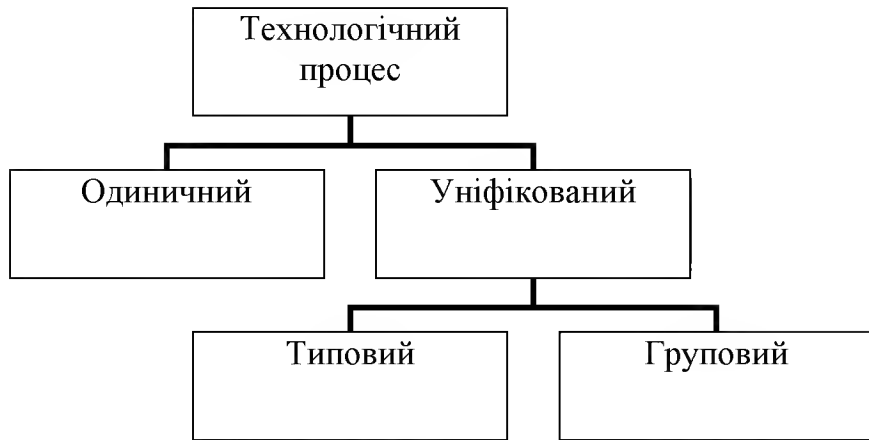 Технологічний
процес
Одиничний
Уніфікований
Типовий
Груповий